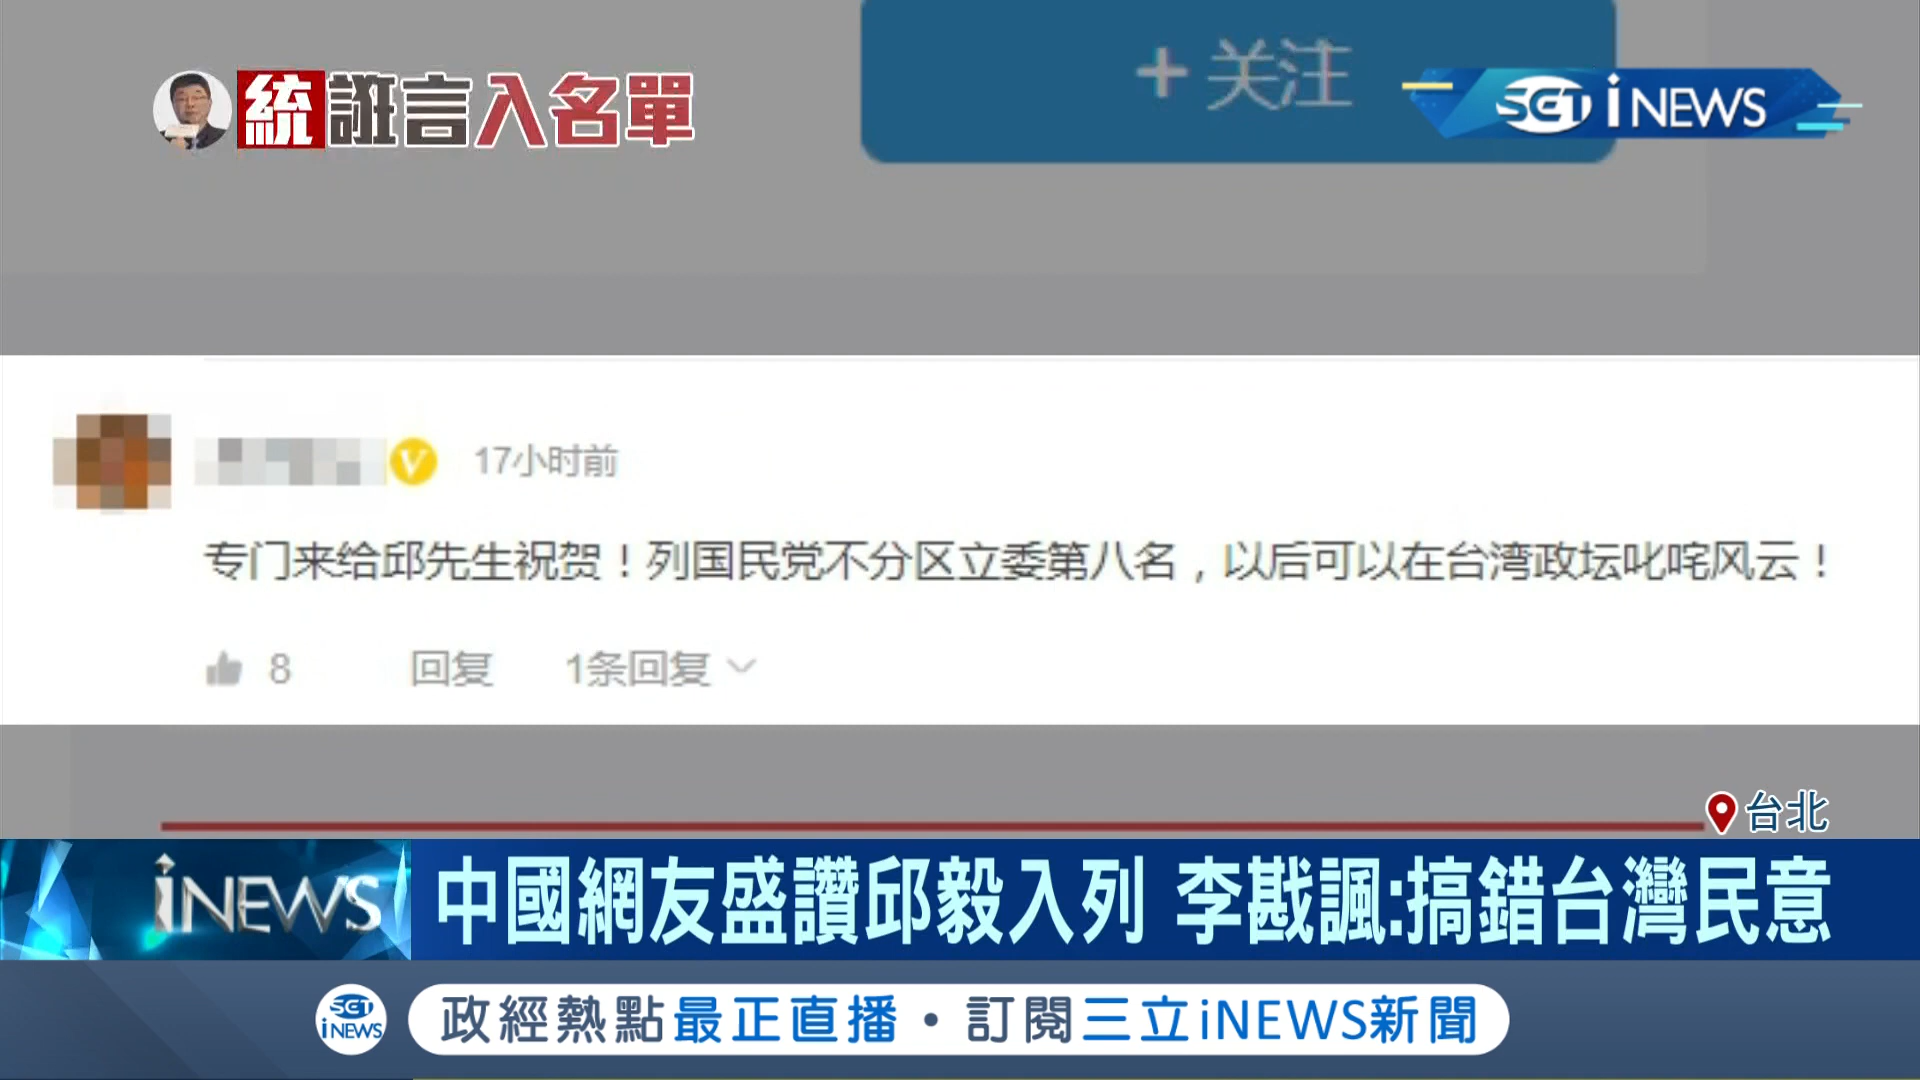 +关注
統誑言入名單
SET iNEWS
V 17小时前
专门来给邱先生祝贺！列国民党不分区立委第八名，以后可以在台湾政坛叱咤风云！
8 回复 1条回复
台北
iNEWS
中國網友盛讚邱毅入列 李戡諷:搞錯台灣民意
SET iNEWS
政經熱點最正直播・訂閱三立iNEWS新聞